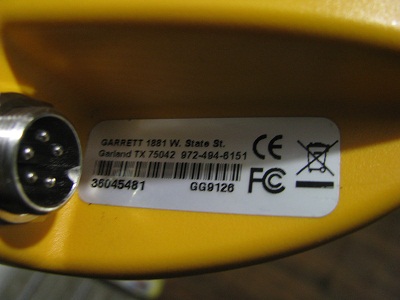 GARRETT 1881 W. State St.
Garland TX 75042 972-494-6151
36045481 GG9126
CE
FC